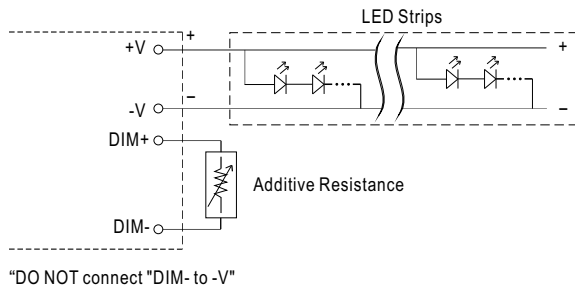 LED Strips
+V + +
-V − −
DIM+
Additive Resistance
DIM-
“DO NOT connect "DIM- to -V"